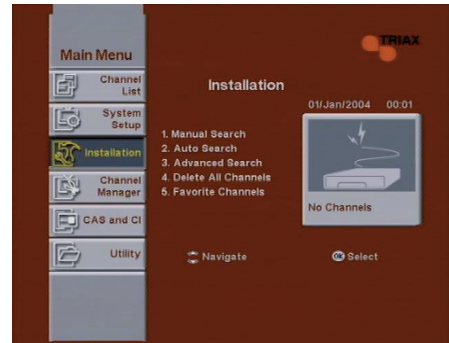 TRIAX
Main Menu
Channel
List
System
Setup
Installation
Channel
Manager
CAS and CI
Utility
Installation
01/Jan/2004 00:01
1. Manual Search
2. Auto Search
3. Advanced Search
4. Delete All Channels
5. Favorite Channels
No Channels
Navigate
OK Select